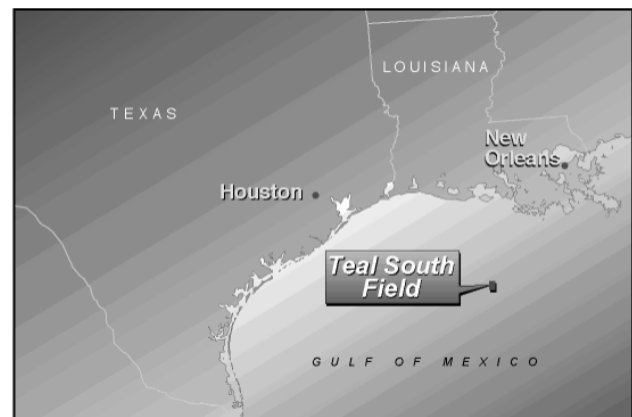 LOUISIANA
TEXAS
New
Orleans
Houston
Teal South
Field
GULF OF MEXICO